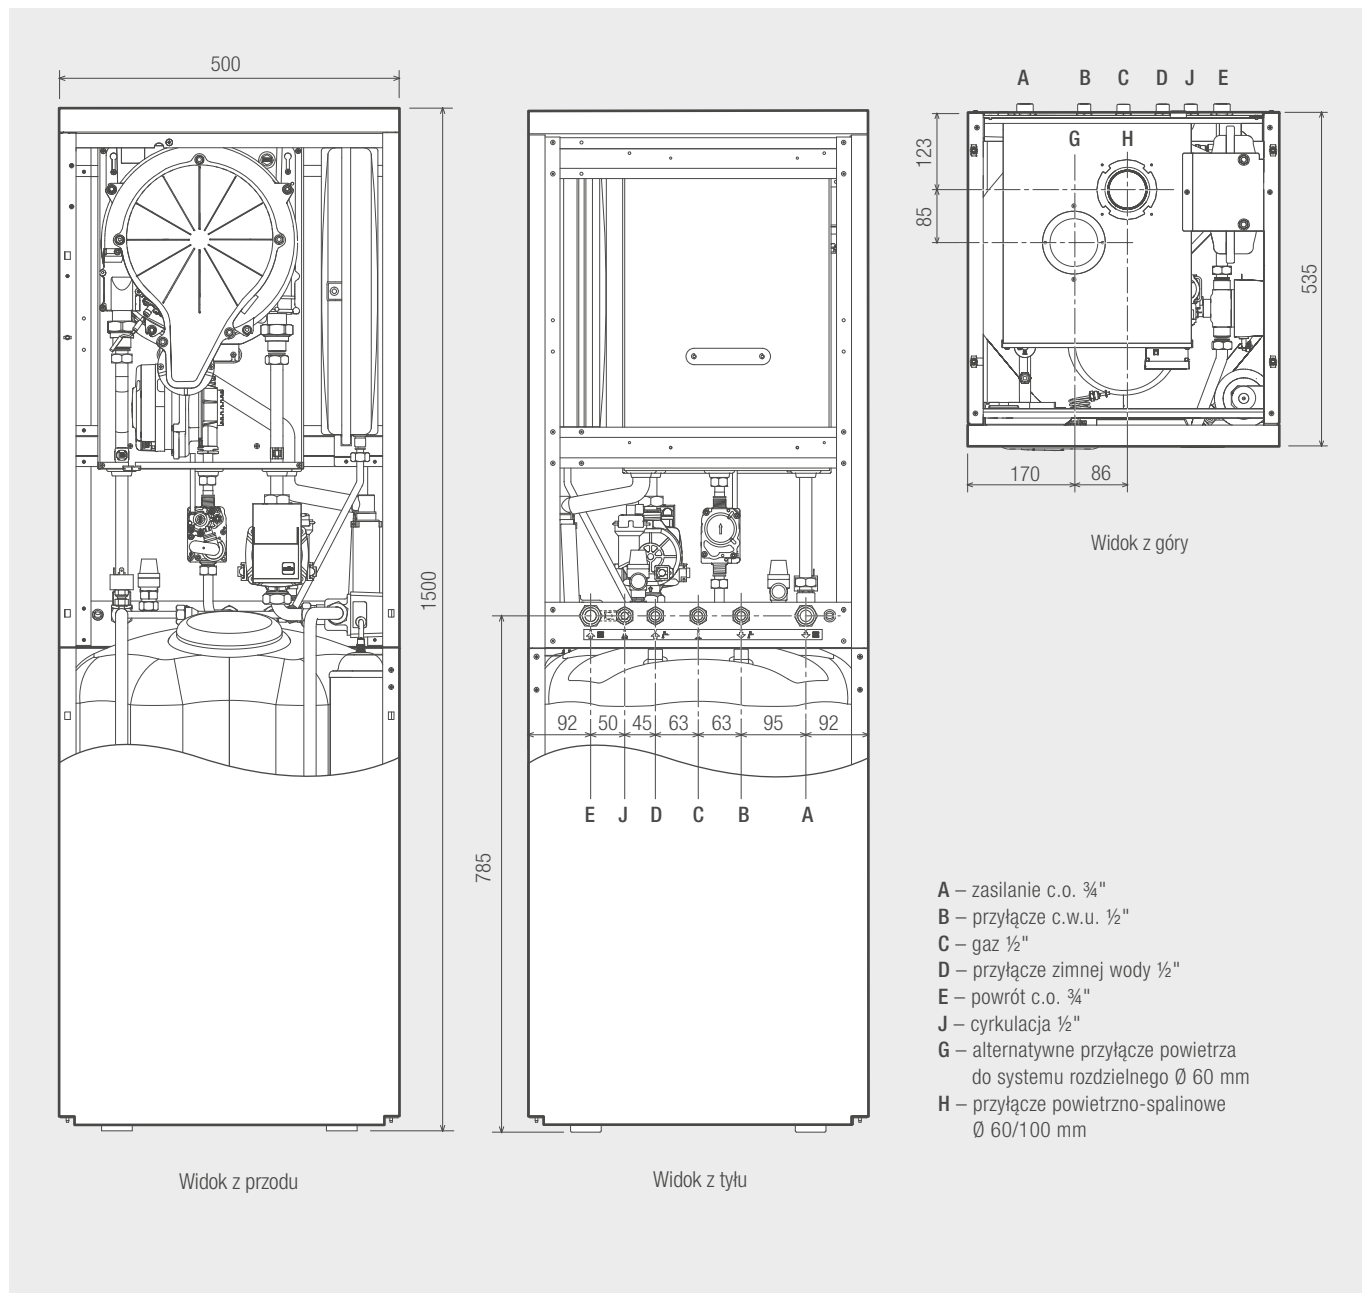 500
A B C D J E
G H
123
85
535
170 86
Widok z góry
1500
92 50 45 63 63 95 92
E J D C B A
785
A – zasilanie c.o. ¾"
B – przyłącze c.w.u. ½"
C – gaz ½"
D – przyłącze zimnej wody ½"
E – powrót c.o. ¾"
J – cyrkulacja ½"
G – alternatywne przyłącze powietrza
do systemu rozdzielnego Ø 60 mm
H – przyłącze powietrzno-spalinowe
Ø 60/100 mm
Widok z przodu
Widok z tyłu